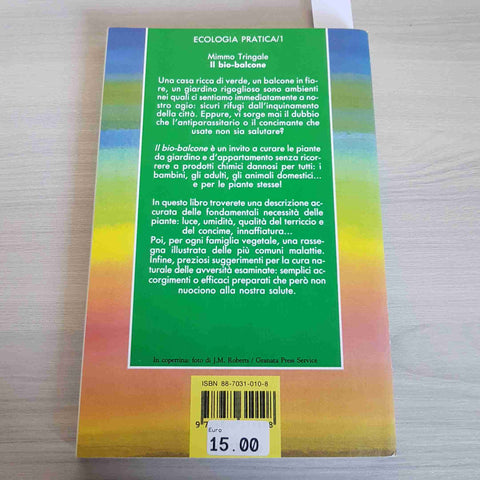 ECOLOGIA PRATICA/1
Mimmo Tringale
Il bio-balcone
Una casa ricca di verde, un balcone in fio-
re, un giardino rigoglioso sono ambienti
nei quali ci sentiamo immediatamente a no-
stro agio: sicuri rifugi dall'inquinamento
della città. Eppure, vi sorge mai il dubbio
che l'antiparassitario o il concimante che
usate non sia salutare?
Il bio-balcone è un invito a curare le piante
da giardino e d'appartamento senza ricor-
rere a prodotti chimici dannosi per tutti: i
bambini, gli adulti, gli animali domestici...
e per le piante stesse!
In questo libro troverete una descrizione ac-
curata delle fondamentali necessità delle
piante: luce, umidità, qualità del terriccio e
del concime, innaffiatura...
Poi, per ogni famiglia vegetale, una rasse-
gna illustrata delle più comuni malattie.
Infine, preziosi suggerimenti per la cura na-
turale delle avversità esaminate: semplici ac-
corgimenti o efficaci preparati che però non
nuociono alla nostra salute.
In copertina: foto di J.M. Roberts / Granata Press Service
ISBN 88-7031-010-8
97 8
Euro
15.00